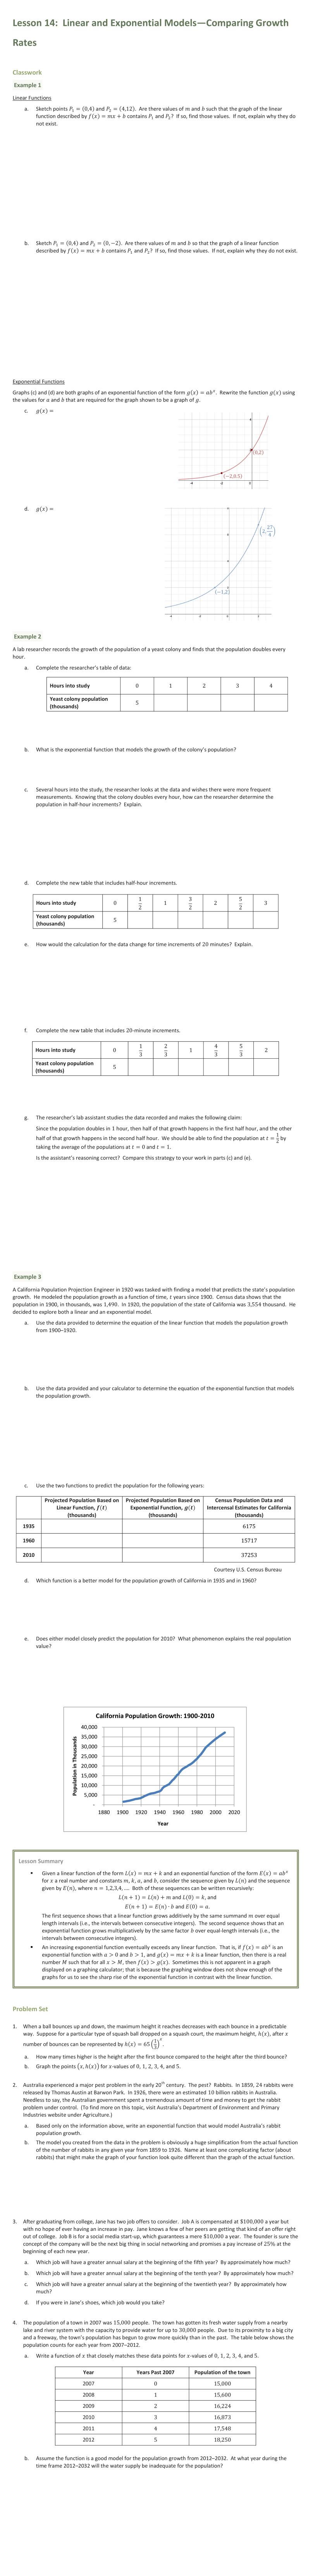 Lesson 14: Linear and Exponential Models—Comparing Growth
Rates
Classwork
Example 1
Linear Functions
a. Sketch points P₁ = (0,4) and P₂ = (4,12). Are there values of m and b such that the graph of the linear
function described by f(x) = mx + b contains P₁ and P₂? If so, find those values. If not, explain why they do
not exist.
b. Sketch P₁ = (0,4) and P₂ = (0, −2). Are there values of m and b so that the graph of a linear function
described by f(x) = mx + b contains P₁ and P₂? If so, find those values. If not, explain why they do not exist.
Exponential Functions
Graphs (c) and (d) are both graphs of an exponential function of the form g(x) = abˣ. Rewrite the function g(x) using
the values for a and b that are required for the graph shown to be a graph of g.
c. g(x) =
(0,2)
(−2,0.5)
d. g(x) =
(2, 27/4)
(−1,2)
Example 2
A lab researcher records the growth of the population of a yeast colony and finds that the population doubles every
hour.
a. Complete the researcher's table of data:
Hours into study 0 1 2 3 4
Yeast colony population 5
(thousands)
b. What is the exponential function that models the growth of the colony's population?
c. Several hours into the study, the researcher looks at the data and wishes there were more frequent
measurements. Knowing that the colony doubles every hour, how can the researcher determine the
population in half-hour increments? Explain.
d. Complete the new table that includes half-hour increments.
Hours into study 0 1/2 1 3/2 2 5/2 3
Yeast colony population 5
(thousands)
e. How would the calculation for the data change for time increments of 20 minutes? Explain.
f. Complete the new table that includes 20-minute increments.
Hours into study 0 1/3 2/3 1 4/3 5/3 2
Yeast colony population 5
(thousands)
g. The researcher's lab assistant studies the data recorded and makes the following claim:
Since the population doubles in 1 hour, then half of that growth happens in the first half hour, and the other
half of that growth happens in the second half hour. We should be able to find the population at t = 1/2 by
taking the average of the populations at t = 0 and t = 1.
Is the assistant's reasoning correct? Compare this strategy to your work in parts (c) and (e).
Example 3
A California Population Projection Engineer in 1920 was tasked with finding a model that predicts the state's population
growth. He modeled the population growth as a function of time, t years since 1900. Census data shows that the
population in 1900, in thousands, was 1,490. In 1920, the population of the state of California was 3,554 thousand. He
decided to explore both a linear and an exponential model.
a. Use the data provided to determine the equation of the linear function that models the population growth
from 1900–1920.
b. Use the data provided and your calculator to determine the equation of the exponential function that models
the population growth.
c. Use the two functions to predict the population for the following years:
Projected Population Based on Projected Population Based on Census Population Data and
Linear Function, f(t) Exponential Function, g(t) Intercensal Estimates for California
(thousands) (thousands) (thousands)
1935 6175
1960 15717
2010 37253
Courtesy U.S. Census Bureau
d. Which function is a better model for the population growth of California in 1935 and in 1960?
e. Does either model closely predict the population for 2010? What phenomenon explains the real population
value?
California Population Growth: 1900-2010
Population in Thousands
40,000
35,000
30,000
25,000
20,000
15,000
10,000
5,000
-
1880 1900 1920 1940 1960 1980 2000 2020
Year
Lesson Summary
▪ Given a linear function of the form L(x) = mx + k and an exponential function of the form E(x) = abˣ
for x a real number and constants m, k, a, and b, consider the sequence given by L(n) and the sequence
given by E(n), where n = 1,2,3,4, .... Both of these sequences can be written recursively:
L(n + 1) = L(n) + m and L(0) = k, and
E(n + 1) = E(n) · b and E(0) = a.
The first sequence shows that a linear function grows additively by the same summand m over equal
length intervals (i.e., the intervals between consecutive integers). The second sequence shows that an
exponential function grows multiplicatively by the same factor b over equal-length intervals (i.e., the
intervals between consecutive integers).
▪ An increasing exponential function eventually exceeds any linear function. That is, if f(x) = abˣ is an
exponential function with a > 0 and b > 1, and g(x) = mx + k is a linear function, then there is a real
number M such that for all x > M, then f(x) > g(x). Sometimes this is not apparent in a graph
displayed on a graphing calculator; that is because the graphing window does not show enough of the
graphs for us to see the sharp rise of the exponential function in contrast with the linear function.
Problem Set
1. When a ball bounces up and down, the maximum height it reaches decreases with each bounce in a predictable
way. Suppose for a particular type of squash ball dropped on a squash court, the maximum height, h(x), after x
number of bounces can be represented by h(x) = 65(1/3)ˣ.
a. How many times higher is the height after the first bounce compared to the height after the third bounce?
b. Graph the points (x, h(x)) for x-values of 0, 1, 2, 3, 4, and 5.
2. Australia experienced a major pest problem in the early 20th century. The pest? Rabbits. In 1859, 24 rabbits were
released by Thomas Austin at Barwon Park. In 1926, there were an estimated 10 billion rabbits in Australia.
Needless to say, the Australian government spent a tremendous amount of time and money to get the rabbit
problem under control. (To find more on this topic, visit Australia's Department of Environment and Primary
Industries website under Agriculture.)
a. Based only on the information above, write an exponential function that would model Australia's rabbit
population growth.
b. The model you created from the data in the problem is obviously a huge simplification from the actual function
of the number of rabbits in any given year from 1859 to 1926. Name at least one complicating factor (about
rabbits) that might make the graph of your function look quite different than the graph of the actual function.
3. After graduating from college, Jane has two job offers to consider. Job A is compensated at $100,000 a year but
with no hope of ever having an increase in pay. Jane knows a few of her peers are getting that kind of an offer right
out of college. Job B is for a social media start-up, which guarantees a mere $10,000 a year. The founder is sure the
concept of the company will be the next big thing in social networking and promises a pay increase of 25% at the
beginning of each new year.
a. Which job will have a greater annual salary at the beginning of the fifth year? By approximately how much?
b. Which job will have a greater annual salary at the beginning of the tenth year? By approximately how much?
c. Which job will have a greater annual salary at the beginning of the twentieth year? By approximately how
much?
d. If you were in Jane's shoes, which job would you take?
4. The population of a town in 2007 was 15,000 people. The town has gotten its fresh water supply from a nearby
lake and river system with the capacity to provide water for up to 30,000 people. Due to its proximity to a big city
and a freeway, the town's population has begun to grow more quickly than in the past. The table below shows the
population counts for each year from 2007–2012.
a. Write a function of x that closely matches these data points for x-values of 0, 1, 2, 3, 4, and 5.
Year Years Past 2007 Population of the town
2007 0 15,000
2008 1 15,600
2009 2 16,224
2010 3 16,873
2011 4 17,548
2012 5 18,250
b. Assume the function is a good model for the population growth from 2012–2032. At what year during the
time frame 2012–2032 will the water supply be inadequate for the population?